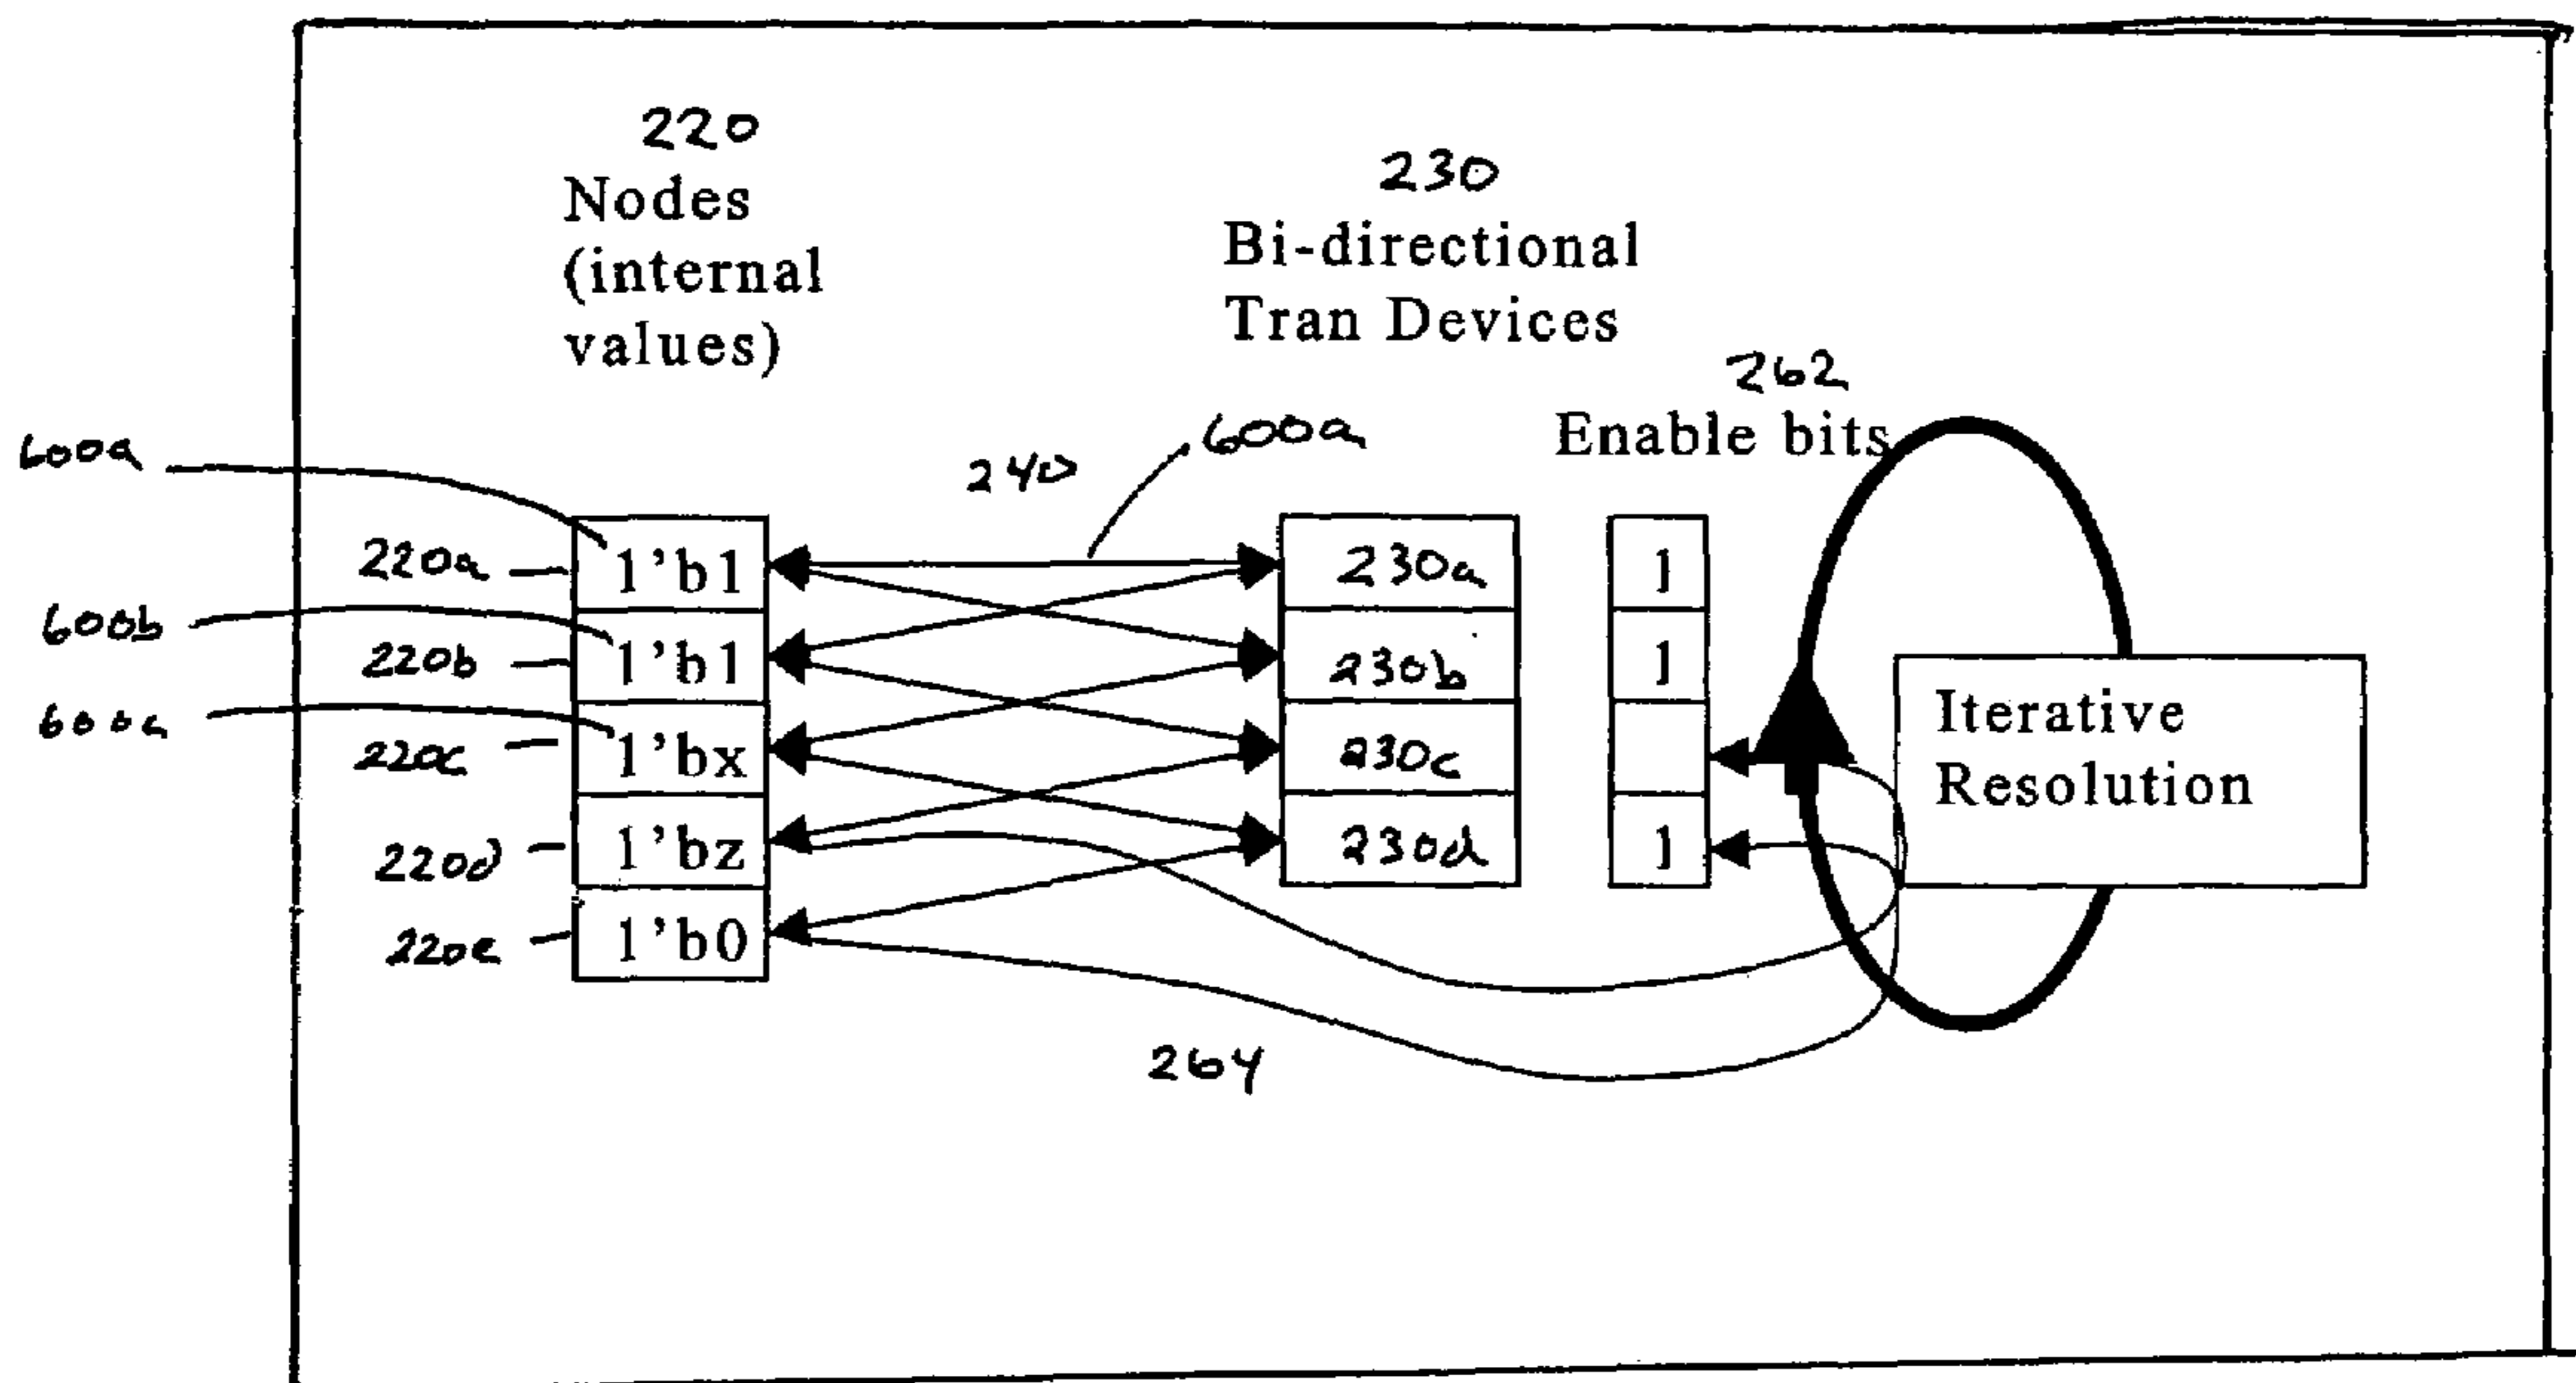 220
Nodes
(internal
values)
230
Bi-directional
Tran Devices
262
Enable bits
600a
240
600a
220a
1'b1
230a
1
600b
220b
1'b1
230b
1
220c
1'bx
230c
Iterative
Resolution
220d
1'bz
230d
1
220e
1'b0
264